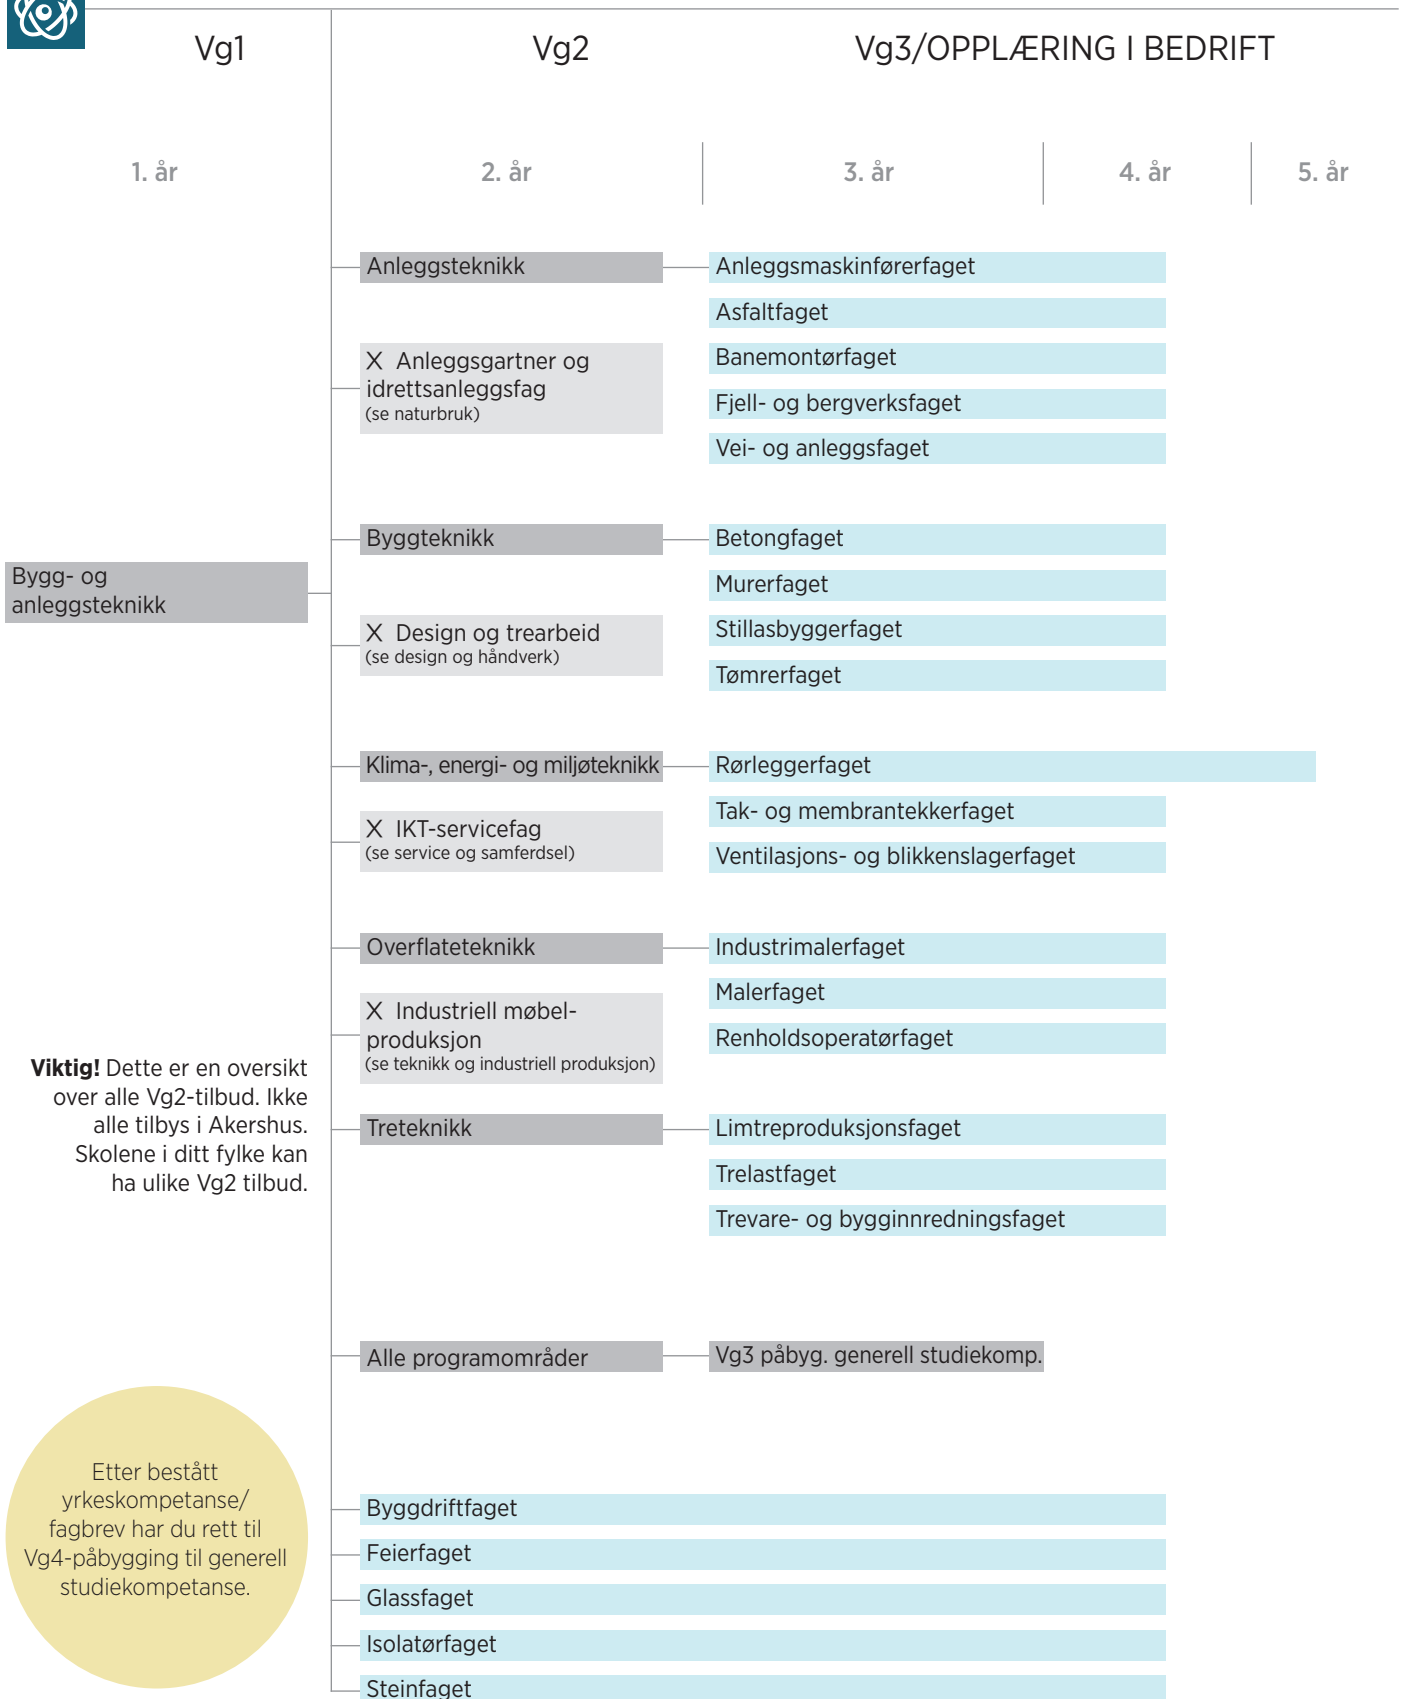 Vg1
Vg2
Vg3/OPPLÆRING I BEDRIFT
1. år
2. år
3. år
4. år
5. år
Bygg- og
anleggsteknikk
Anleggsteknikk
X Anleggsgartner og
idrettsanleggsfag
(se naturbruk)
Anleggsmaskinførerfaget
Asfaltfaget
Banemontørfaget
Fjell- og bergverksfaget
Vei- og anleggsfaget
Byggteknikk
X Design og trearbeid
(se design og håndverk)
Betongfaget
Murerfaget
Stillasbyggerfaget
Tømrerfaget
Klima-, energi- og miljøteknikk
X IKT-servicefag
(se service og samferdsel)
Rørleggerfaget
Tak- og membrantekkerfaget
Ventilasjons- og blikkenslagerfaget
Overflateteknikk
X Industriell møbel-
produksjon
(se teknikk og industriell produksjon)
Industrimalerfaget
Malerfaget
Renholdsoperatørfaget
Treteknikk
Limtreproduksjonsfaget
Trelastfaget
Trevare- og bygginnredningsfaget
Viktig! Dette er en oversikt
over alle Vg2-tilbud. Ikke
alle tilbys i Akershus.
Skolene i ditt fylke kan
ha ulike Vg2 tilbud.
Alle programområder
Vg3 påbyg. generell studiekomp.
Etter bestått
yrkeskompetanse/
fagbrev har du rett til
Vg4-påbygging til generell
studiekompetanse.
Byggdriftfaget
Feierfaget
Glassfaget
Isolatørfaget
Steinfaget